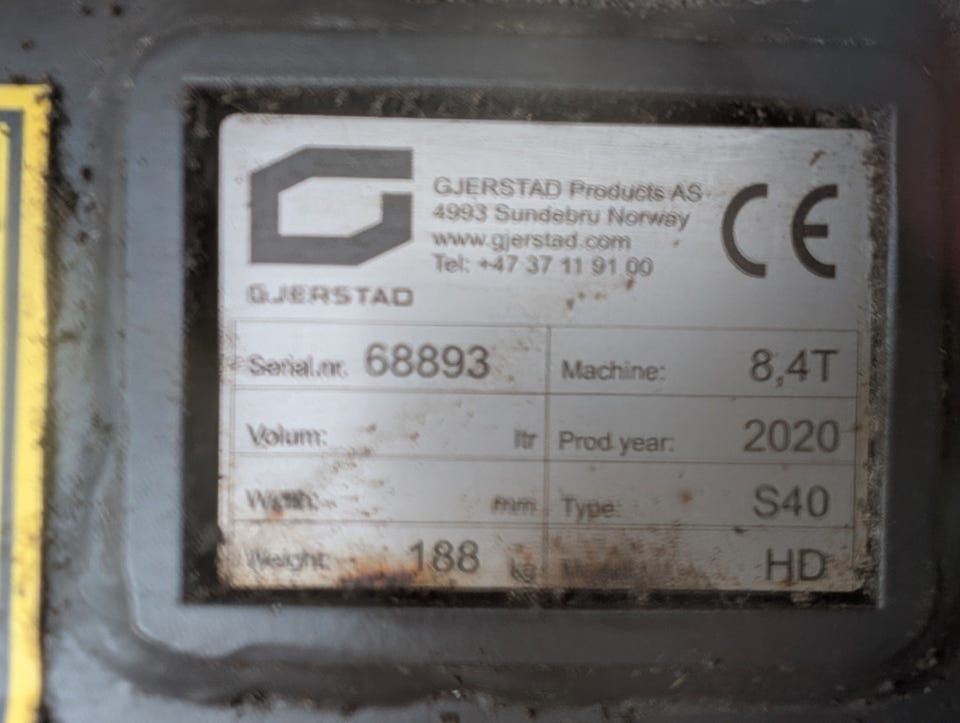 GJERSTAD Products AS
4993 Sundebru Norway
www.gjerstad.com
Tel: +47 37 11 91 00
CE
GJERSTAD
Serial.nr. 68893 Machine: 8,4T
Volum: ltr Prod.year: 2020
Width: mm Type: S40
Weight: 188 kg HD